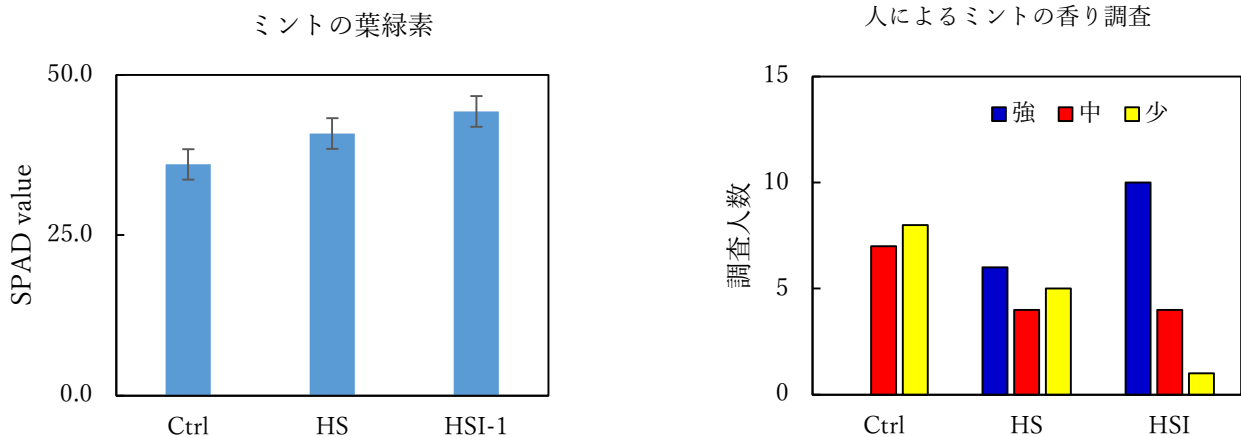 ミントの葉緑素
50.0
25.0
0.0
SPAD value
Ctrl HS HSI-1
人によるミントの香り調査
15
10
5
0
調査人数
強 中 少
Ctrl HS HSI